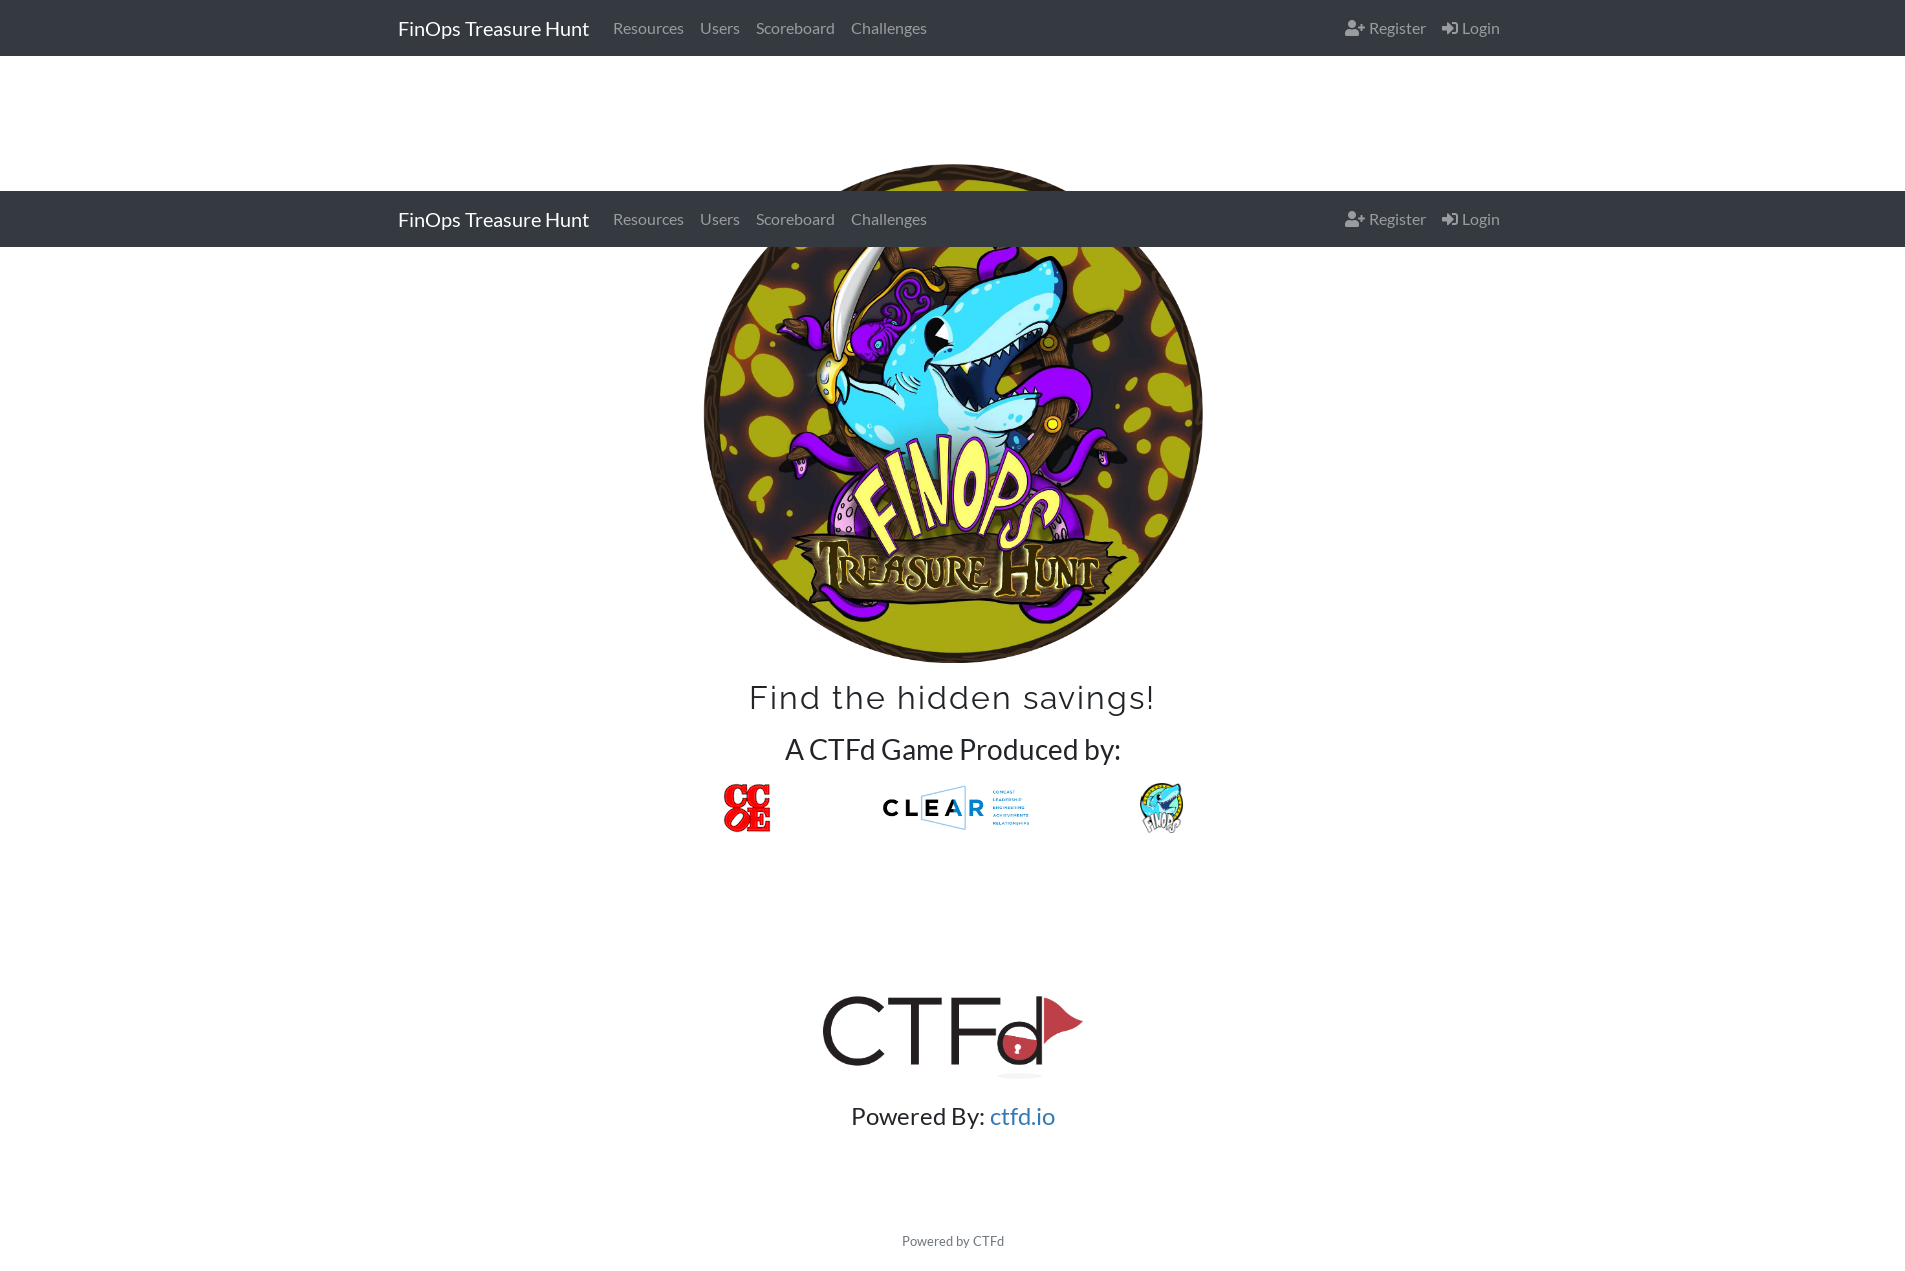 FinOps Treasure Hunt Resources Users Scoreboard Challenges Register Login
FinOps Treasure Hunt Resources Users Scoreboard Challenges Register Login
FINOPS
TREASURE HUNT
Find the hidden savings!
A CTFd Game Produced by:
CC
OE
CLEAR
COMCAST
LEADERSHIP
ENGINEERING
ACHIEVEMENTS
RELATIONSHIPS
FINOPS
CTFd
Powered By: ctfd.io
Powered by CTFd